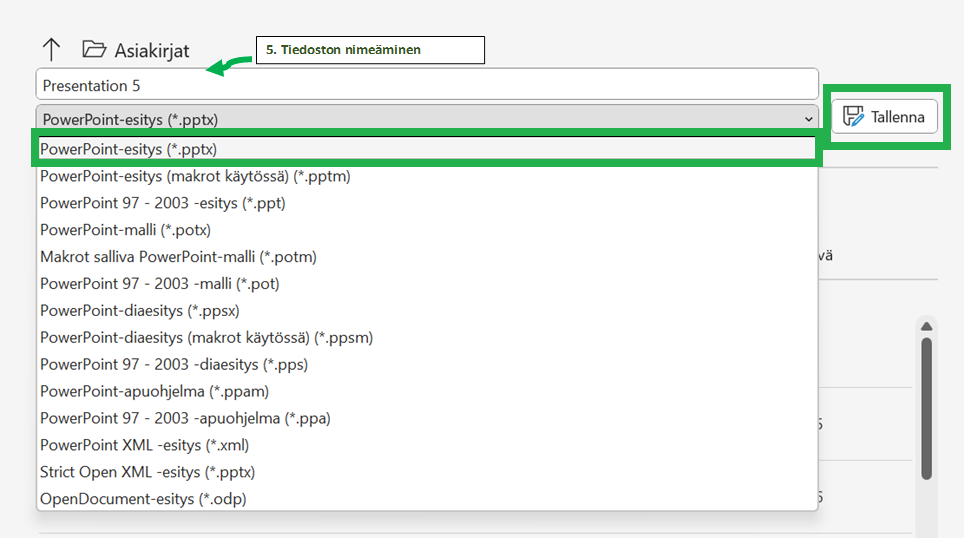 Asiakirjat
5. Tiedoston nimeäminen
Presentation 5
PowerPoint-esitys (*.pptx)
Tallenna
PowerPoint-esitys (*.pptx)
PowerPoint-esitys (makrot käytössä) (*.pptm)
PowerPoint 97 - 2003 -esitys (*.ppt)
PowerPoint-malli (*.potx)
Makrot salliva PowerPoint-malli (*.potm)
vä
PowerPoint 97 - 2003 -malli (*.pot)
PowerPoint-diaesitys (*.ppsx)
PowerPoint-diaesitys (makrot käytössä) (*.ppsm)
PowerPoint 97 - 2003 -diaesitys (*.pps)
PowerPoint-apuohjelma (*.ppam)
PowerPoint 97 - 2003 -apuohjelma (*.ppa)
PowerPoint XML -esitys (*.xml)
Strict Open XML -esitys (*.pptx)
OpenDocument-esitys (*.odp)